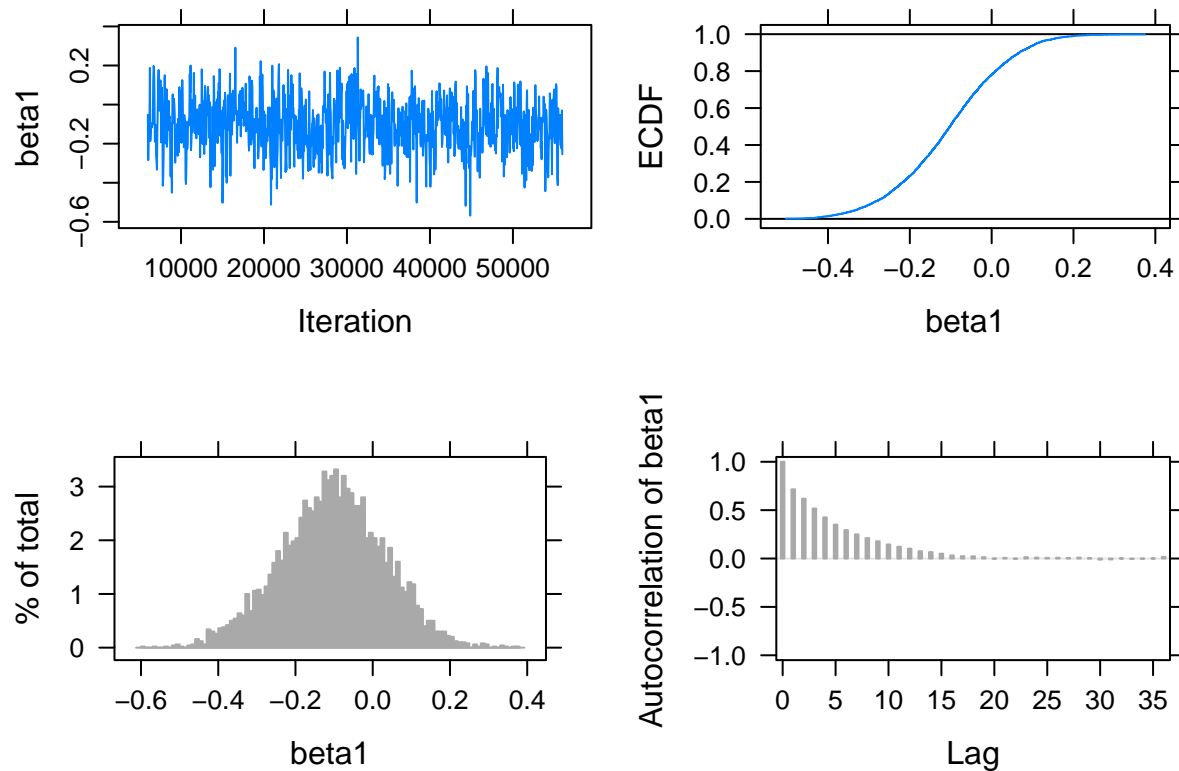 beta1
0.2
−0.2
−0.6
10000 20000 30000 40000 50000
Iteration
ECDF
1.0
0.8
0.6
0.4
0.2
0.0
−0.4 −0.2 0.0 0.2 0.4
beta1
% of total
3
2
1
0
−0.6 −0.4 −0.2 0.0 0.2 0.4
beta1
Autocorrelation of beta1
1.0
0.5
0.0
−0.5
−1.0
0 5 10 15 20 25 30 35
Lag